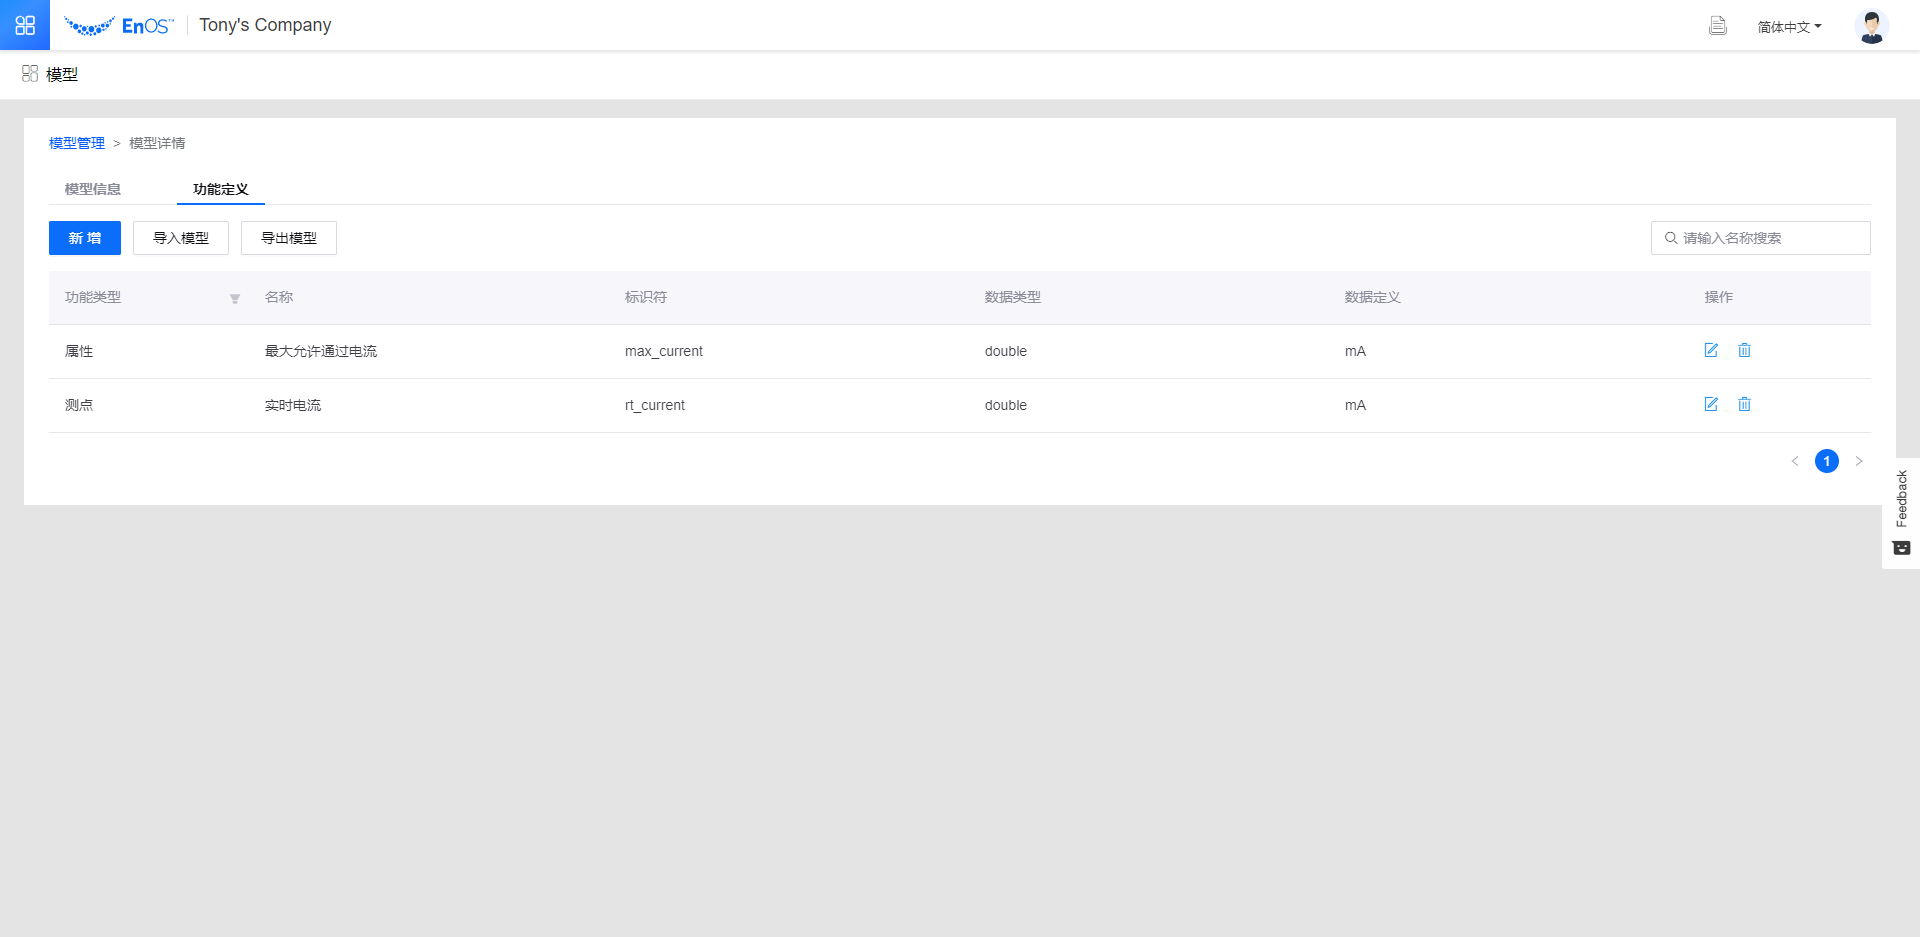 EnOS™ Tony's Company 简体中文
模型
模型管理 > 模型详情
模型信息 功能定义
新 增 导入模型 导出模型 请输入名称搜索
功能类型 名称 标识符 数据类型 数据定义 操作
属性 最大允许通过电流 max_current double mA
测点 实时电流 rt_current double mA
< 1 >
Feedback